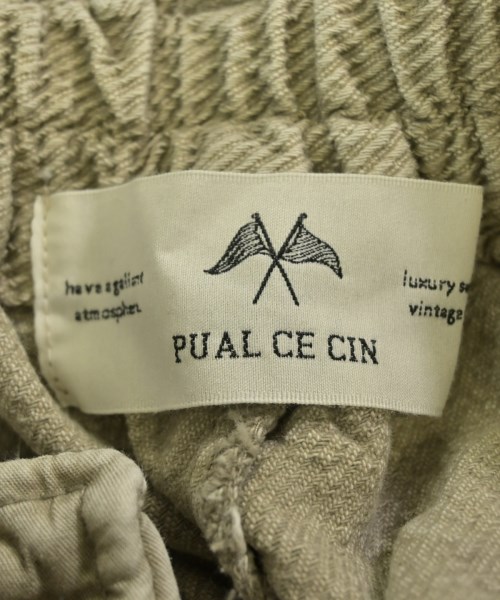 have a gallant
atmosphere
luxury
vintage
PUAL CE CIN